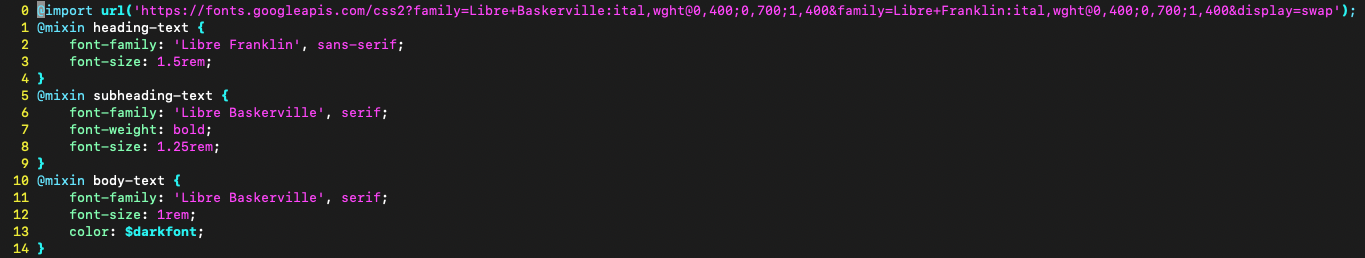 0 @import url('https://fonts.googleapis.com/css2?family=Libre+Baskerville:ital,wght@0,400;0,700;1,400&family=Libre+Franklin:ital,wght@0,400;0,700;1,400&display=swap');
1 @mixin heading-text {
2     font-family: 'Libre Franklin', sans-serif;
3     font-size: 1.5rem;
4 }
5 @mixin subheading-text {
6     font-family: 'Libre Baskerville', serif;
7     font-weight: bold;
8     font-size: 1.25rem;
9 }
10 @mixin body-text {
11     font-family: 'Libre Baskerville', serif;
12     font-size: 1rem;
13     color: $darkfont;
14 }